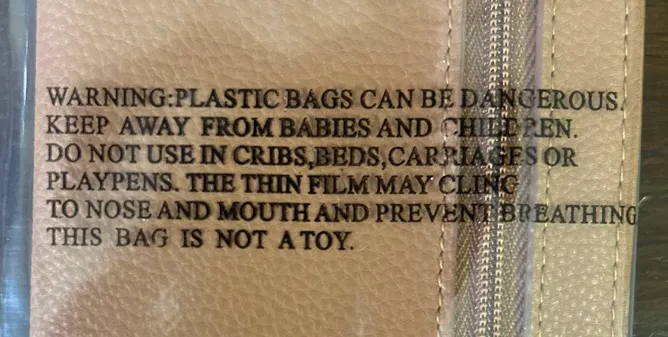 WARNING:PLASTIC BAGS CAN BE DANGEROUS.
KEEP AWAY FROM BABIES AND CHILDREN.
DO NOT USE IN CRIBS,BEDS,CARRIAGES OR
PLAYPENS. THE THIN FILM MAY CLING
TO NOSE AND MOUTH AND PREVENT BREATHING
THIS BAG IS NOT A TOY.